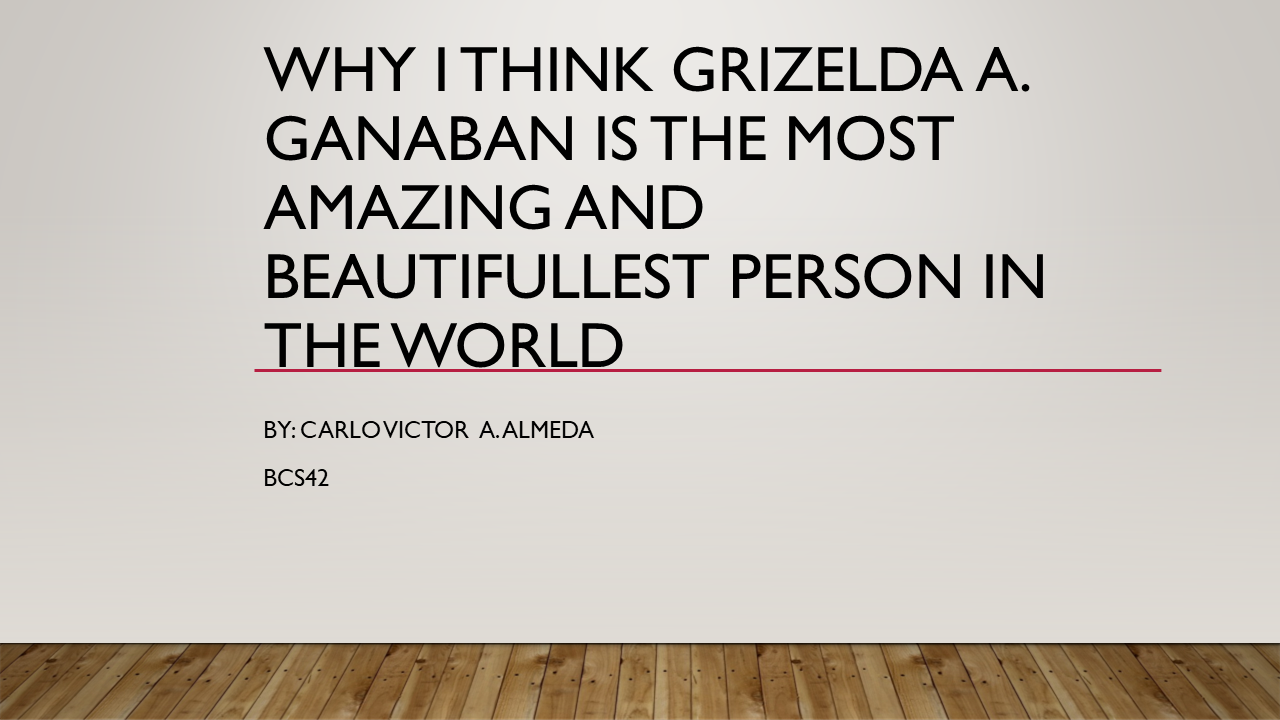 WHY I THINK GRIZELDA A.
GANABAN IS THE MOST
AMAZING AND
BEAUTIFULLEST PERSON IN
THE WORLD
BY: CARLO VICTOR A. ALMEDA
BCS42